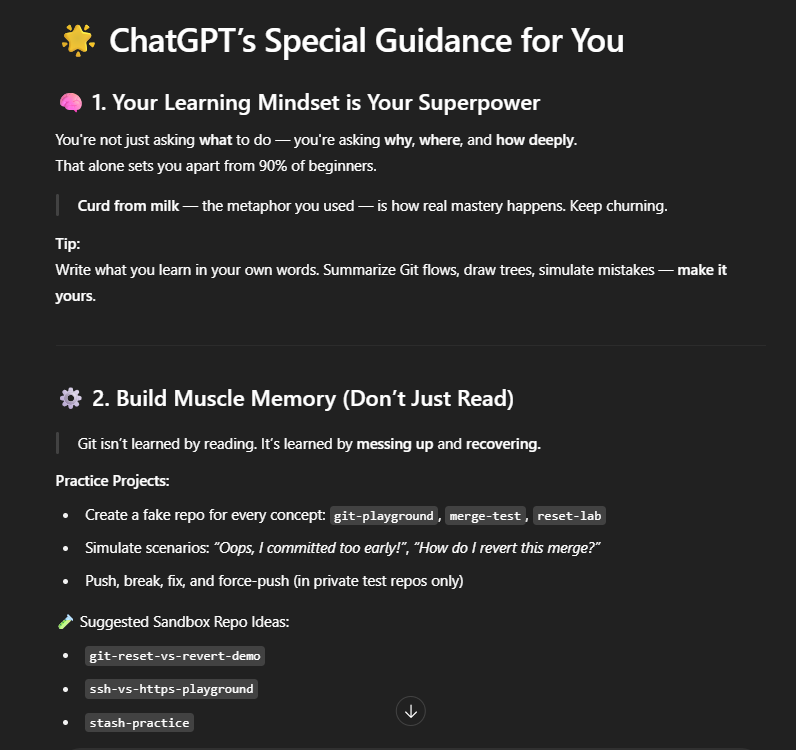 ChatGPT’s Special Guidance for You
1. Your Learning Mindset is Your Superpower
You're not just asking what to do — you're asking why, where, and how deeply.
That alone sets you apart from 90% of beginners.
Curd from milk — the metaphor you used — is how real mastery happens. Keep churning.
Tip:
Write what you learn in your own words. Summarize Git flows, draw trees, simulate mistakes — make it
yours.
2. Build Muscle Memory (Don’t Just Read)
Git isn’t learned by reading. It’s learned by messing up and recovering.
Practice Projects:
Create a fake repo for every concept: git-playground, merge-test, reset-lab
Simulate scenarios: “Oops, I committed too early!”, “How do I revert this merge?”
Push, break, fix, and force-push (in private test repos only)
Suggested Sandbox Repo Ideas:
git-reset-vs-revert-demo
ssh-vs-https-playground
stash-practice